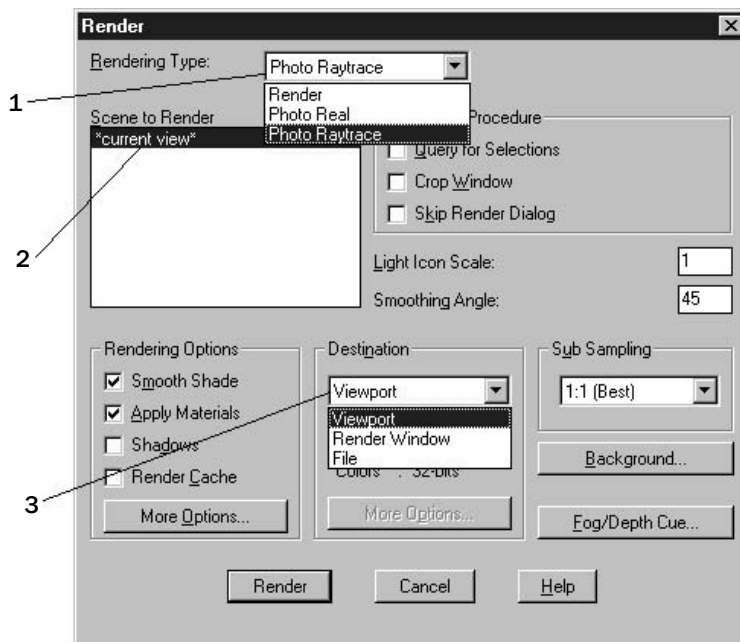 Render
Rendering Type:
Photo Raytrace
Render
Photo Real
Photo Raytrace
1
Scene to Render
*current view*
2
Procedure
Query for Selections
Crop Window
Skip Render Dialog
Light Icon Scale:
1
Smoothing Angle:
45
Rendering Options
Smooth Shade
Apply Materials
Shadows
Render Cache
More Options...
3
Destination
Viewport
Viewport
Render Window
File
Colors : 32-bits
More Options...
Sub Sampling
1:1 (Best)
Background...
Fog/Depth Cue...
Render
Cancel
Help